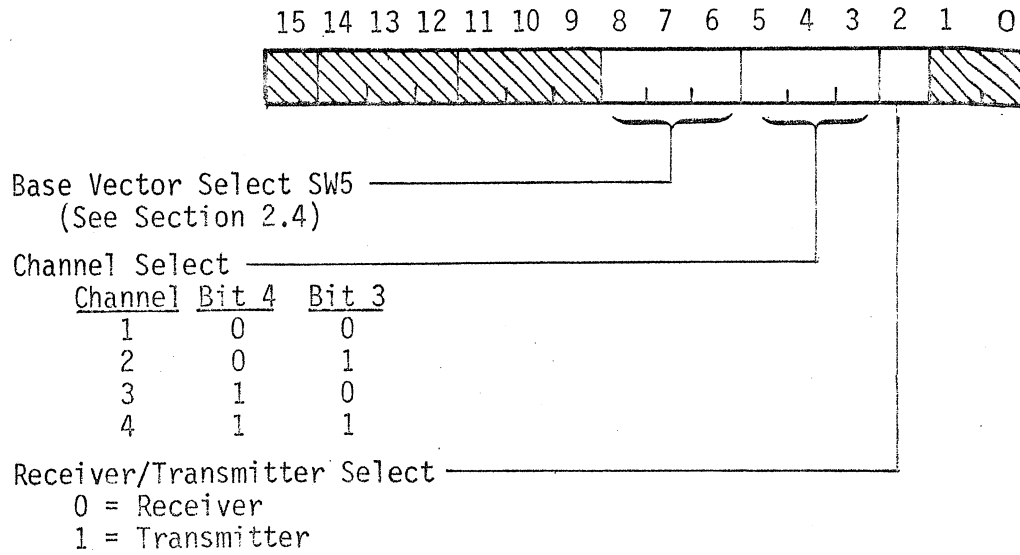 15 14 13 12 11 10 9 8 7 6 5 4 3 2 1 0
Base Vector Select SW5
(See Section 2.4)
Channel Select
Channel Bit 4 Bit 3
1 0 0
2 0 1
3 1 0
4 1 1
Receiver/Transmitter Select
0 = Receiver
1 = Transmitter